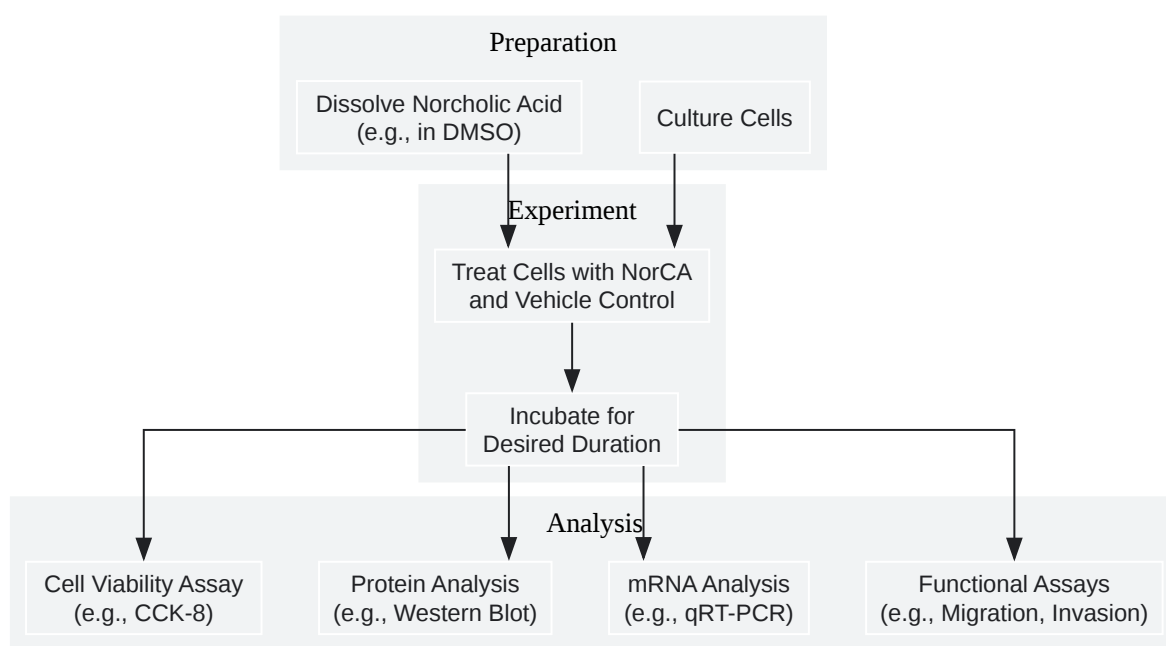 Preparation
Dissolve Norcholic Acid
(e.g., in DMSO)
Culture Cells
Experiment
Treat Cells with NorCA
and Vehicle Control
Incubate for
Desired Duration
Analysis
Cell Viability Assay
(e.g., CCK-8)
Protein Analysis
(e.g., Western Blot)
mRNA Analysis
(e.g., qRT-PCR)
Functional Assays
(e.g., Migration, Invasion)